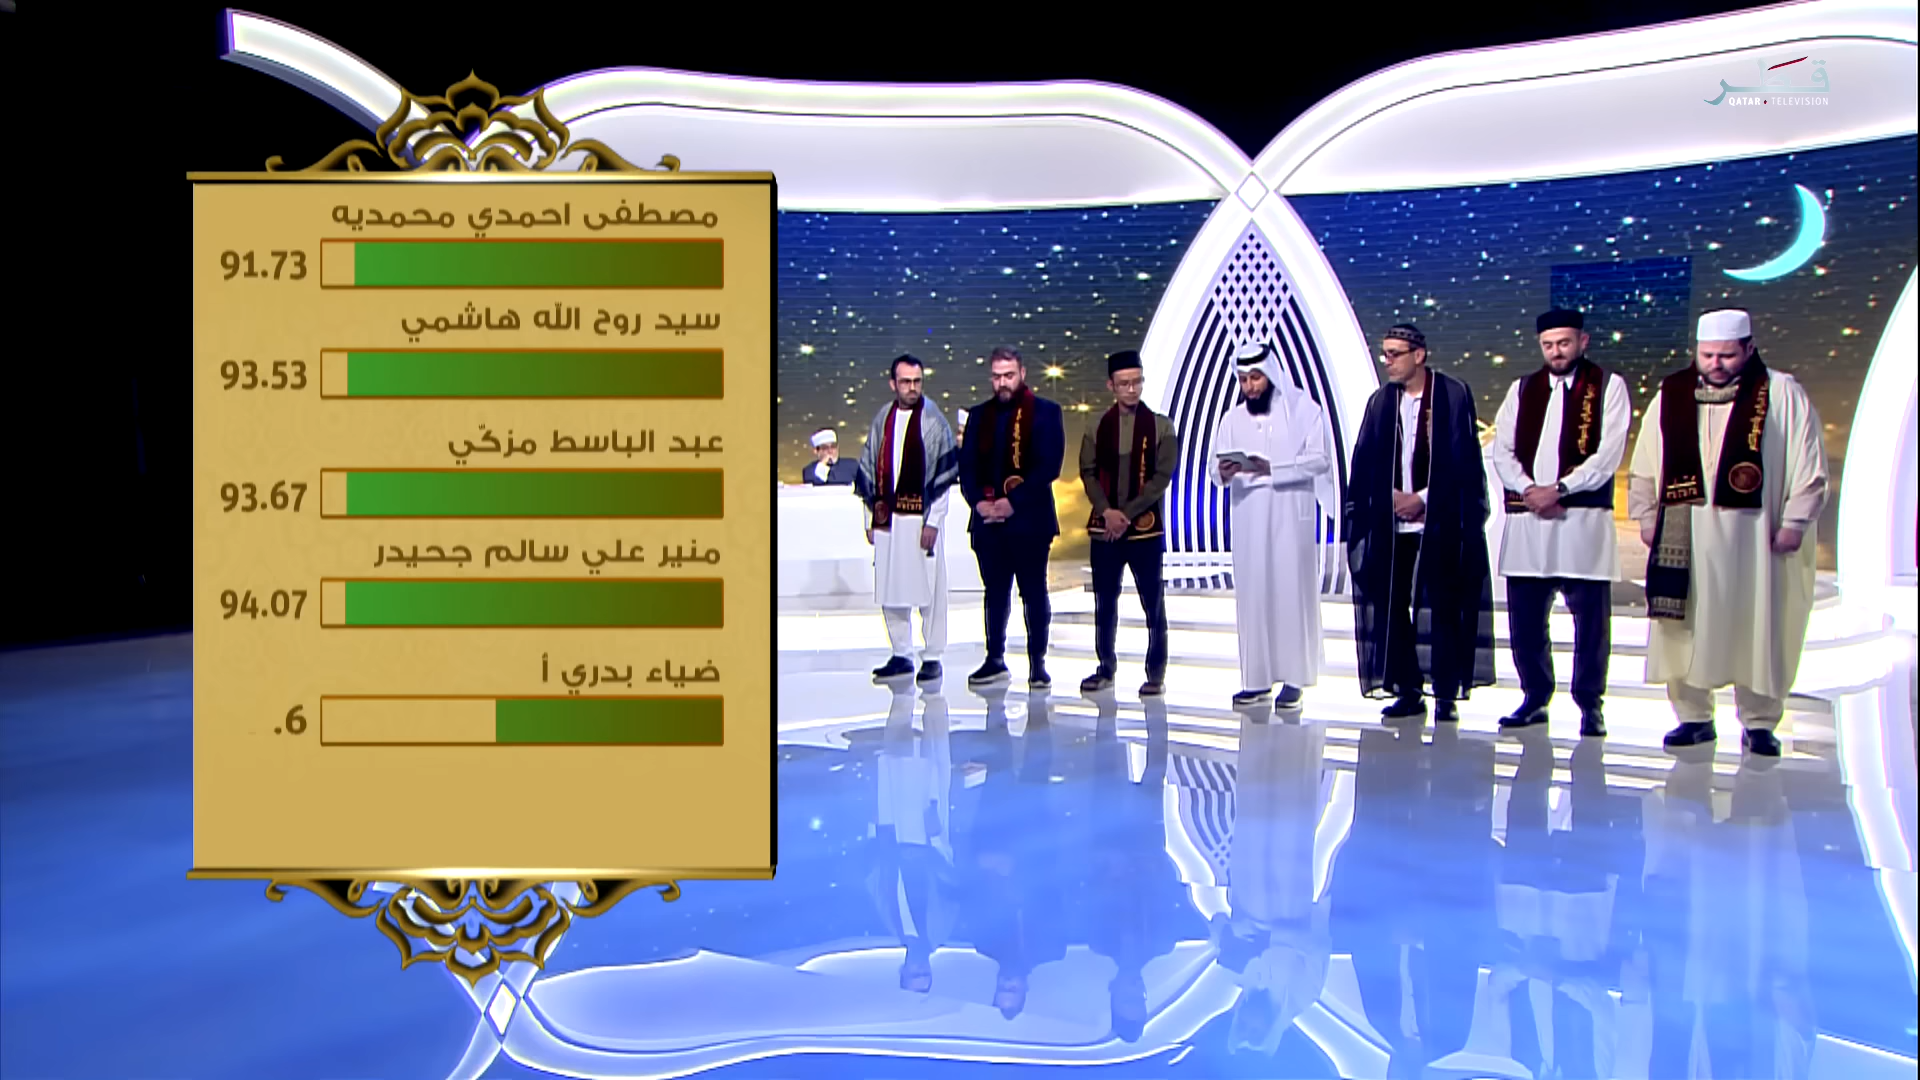 مصطفى احمدي محمديه
91.73
سيد روح الله هاشمي
93.53
عبد الباسط مزكّي
93.67
منير علي سالم جحيدر
94.07
ضياء بدري أ
.6
قطر
QATAR TELEVISION